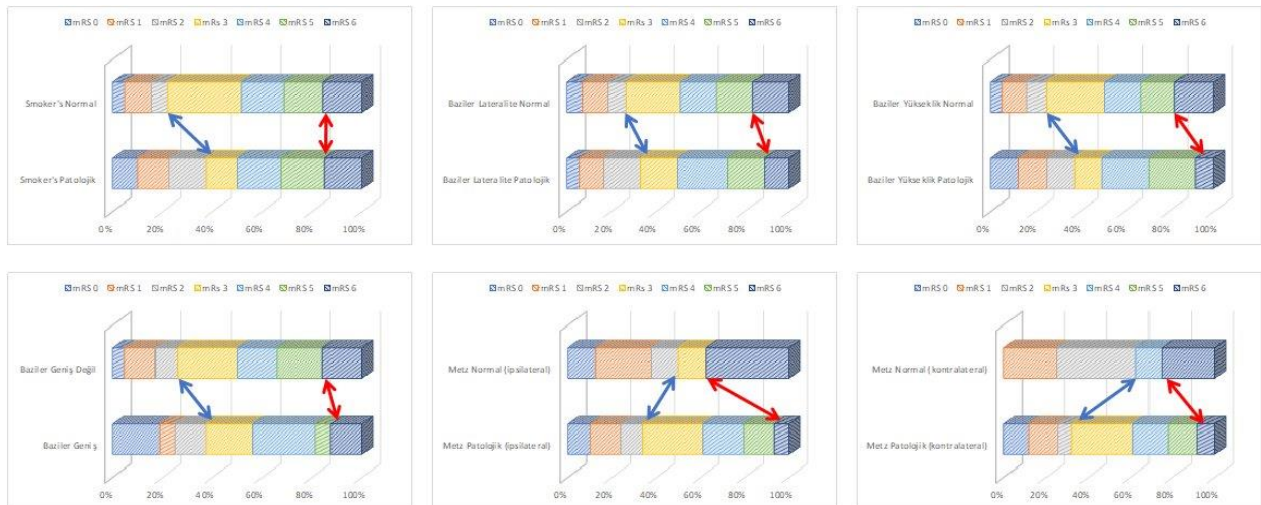 mRS 0 mRS 1 mRS 2 mRs 3 mRS 4 mRS 5 mRS 6
Smoker's Normal
Smoker's Patolojik
0% 20% 40% 60% 80% 100%
mRS 0 mRS 1 mRS 2 mRs 3 mRS 4 mRS 5 mRS 6
Baziler Lateralite Normal
Baziler Lateralite Patolojik
0% 20% 40% 60% 80% 100%
mRS 0 mRS 1 mRS 2 mRs 3 mRS 4 mRS 5 mRS 6
Baziler Yükseklik Normal
Baziler Yükseklik Patolojik
0% 20% 40% 60% 80% 100%
mRS 0 mRS 1 mRS 2 mRs 3 mRS 4 mRS 5 mRS 6
Baziler Geniş Değil
Baziler Geniş
0% 20% 40% 60% 80% 100%
mRS 0 mRS 1 mRS 2 mRs 3 mRS 4 mRS 5 mRS 6
Metz Normal (ipsilateral)
Metz Patolojik (ipsilateral)
0% 20% 40% 60% 80% 100%
mRS 0 mRS 1 mRS 2 mRs 3 mRS 4 mRS 5 mRS 6
Metz Normal (kontralateral)
Metz Patolojik (kontralateral)
0% 20% 40% 60% 80% 100%